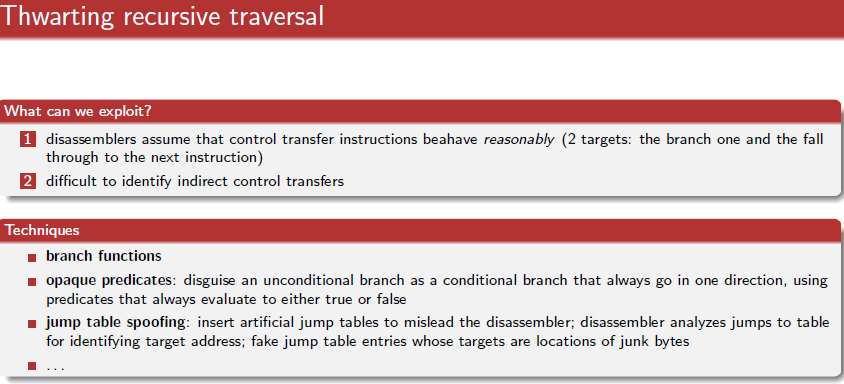 Thwarting recursive traversal
What can we exploit?
1 disassemblers assume that control transfer instructions beahave reasonably (2 targets: the branch one and the fall
through to the next instruction)
2 difficult to identify indirect control transfers
Techniques
branch functions
opaque predicates: disguise an unconditional branch as a conditional branch that always go in one direction, using
predicates that always evaluate to either true or false
jump table spoofing: insert artificial jump tables to mislead the disassembler; disassembler analyzes jumps to table
for identifying target address; fake jump table entries whose targets are locations of junk bytes
...